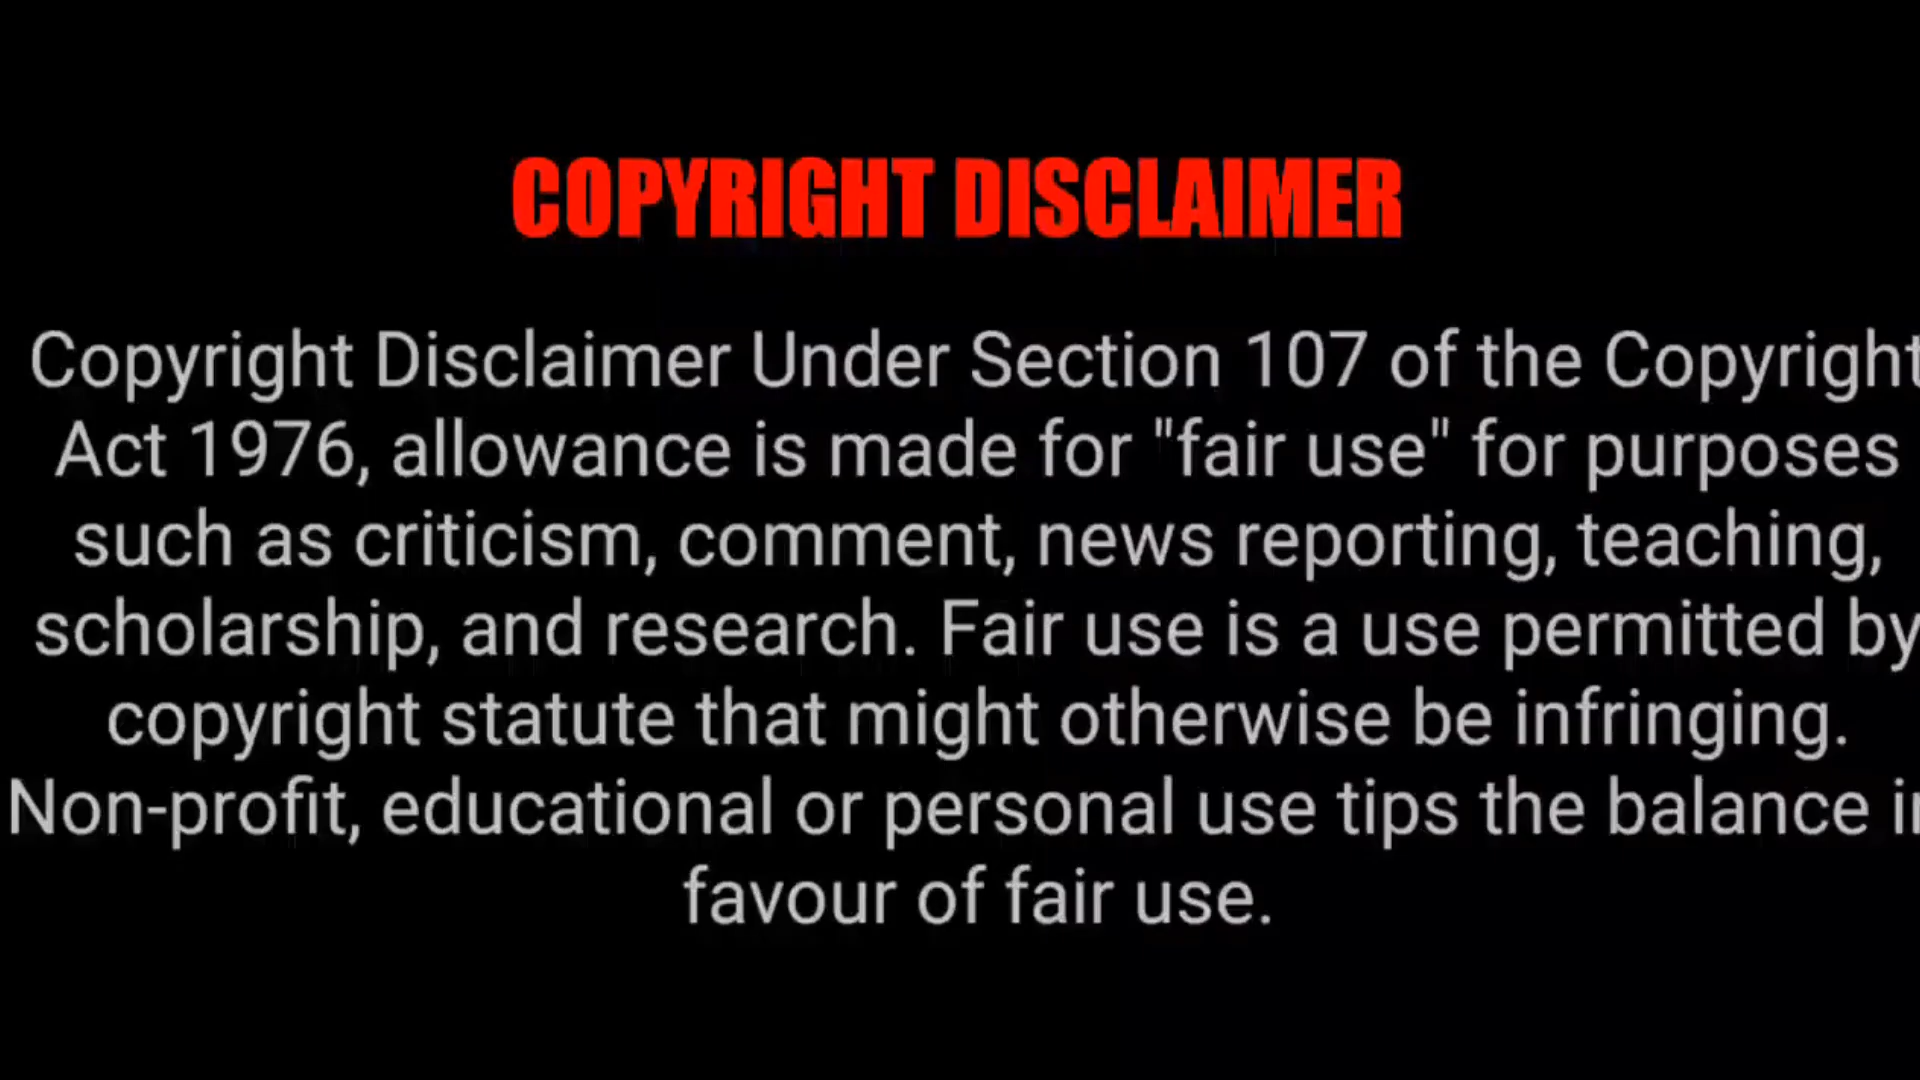 COPYRIGHT DISCLAIMER
Copyright Disclaimer Under Section 107 of the Copyright
Act 1976, allowance is made for "fair use" for purposes
such as criticism, comment, news reporting, teaching,
scholarship, and research. Fair use is a use permitted by
copyright statute that might otherwise be infringing.
Non-profit, educational or personal use tips the balance in
favour of fair use.